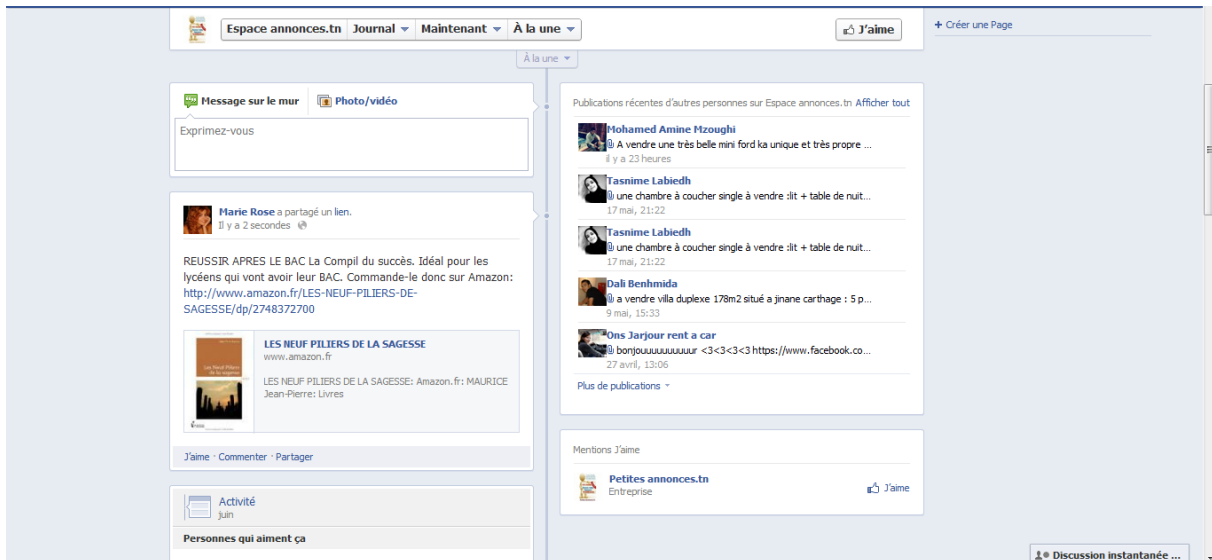 Espace annonces.tn Journal Maintenant À la une
J'aime
+ Créer une Page
À la une
Message sur le mur Photo/vidéo
Exprimez-vous
Marie Rose a partagé un lien.
Il y a 2 secondes
REUSSIR APRES LE BAC La Compil du succès. Idéal pour les
lycéens qui vont avoir leur BAC. Commande-le donc sur Amazon:
http://www.amazon.fr/LES-NEUF-PILIERS-DE-
SAGESSE/dp/2748372700
Les Neuf Piliers
de la sagesse
LES NEUF PILIERS DE LA SAGESSE
www.amazon.fr
LES NEUF PILIERS DE LA SAGESSE: Amazon.fr: MAURICE
Jean-Pierre: Livres
J'aime · Commenter · Partager
Activité
juin
Personnes qui aiment ça
Publications récentes d'autres personnes sur Espace annonces.tn Afficher tout
Mohamed Amine Mzoughi
A vendre une très belle mini ford ka unique et très propre ...
il y a 23 heures
Tasnime Labiedh
une chambre à coucher single à vendre :lit + table de nuit...
17 mai, 21:22
Tasnime Labiedh
une chambre à coucher single à vendre :lit + table de nuit...
17 mai, 21:22
Dali Benhmida
a vendre villa duplexe 178m2 situé a jinane carthage : 5 p...
9 mai, 15:33
Ons Jarjour rent a car
bonjouuuuuuuuuur <3<3<3<3 https://www.facebook.co...
27 avril, 13:06
Plus de publications
Mentions J'aime
Petites annonces.tn
Entreprise
J'aime
Discussion instantanée ...